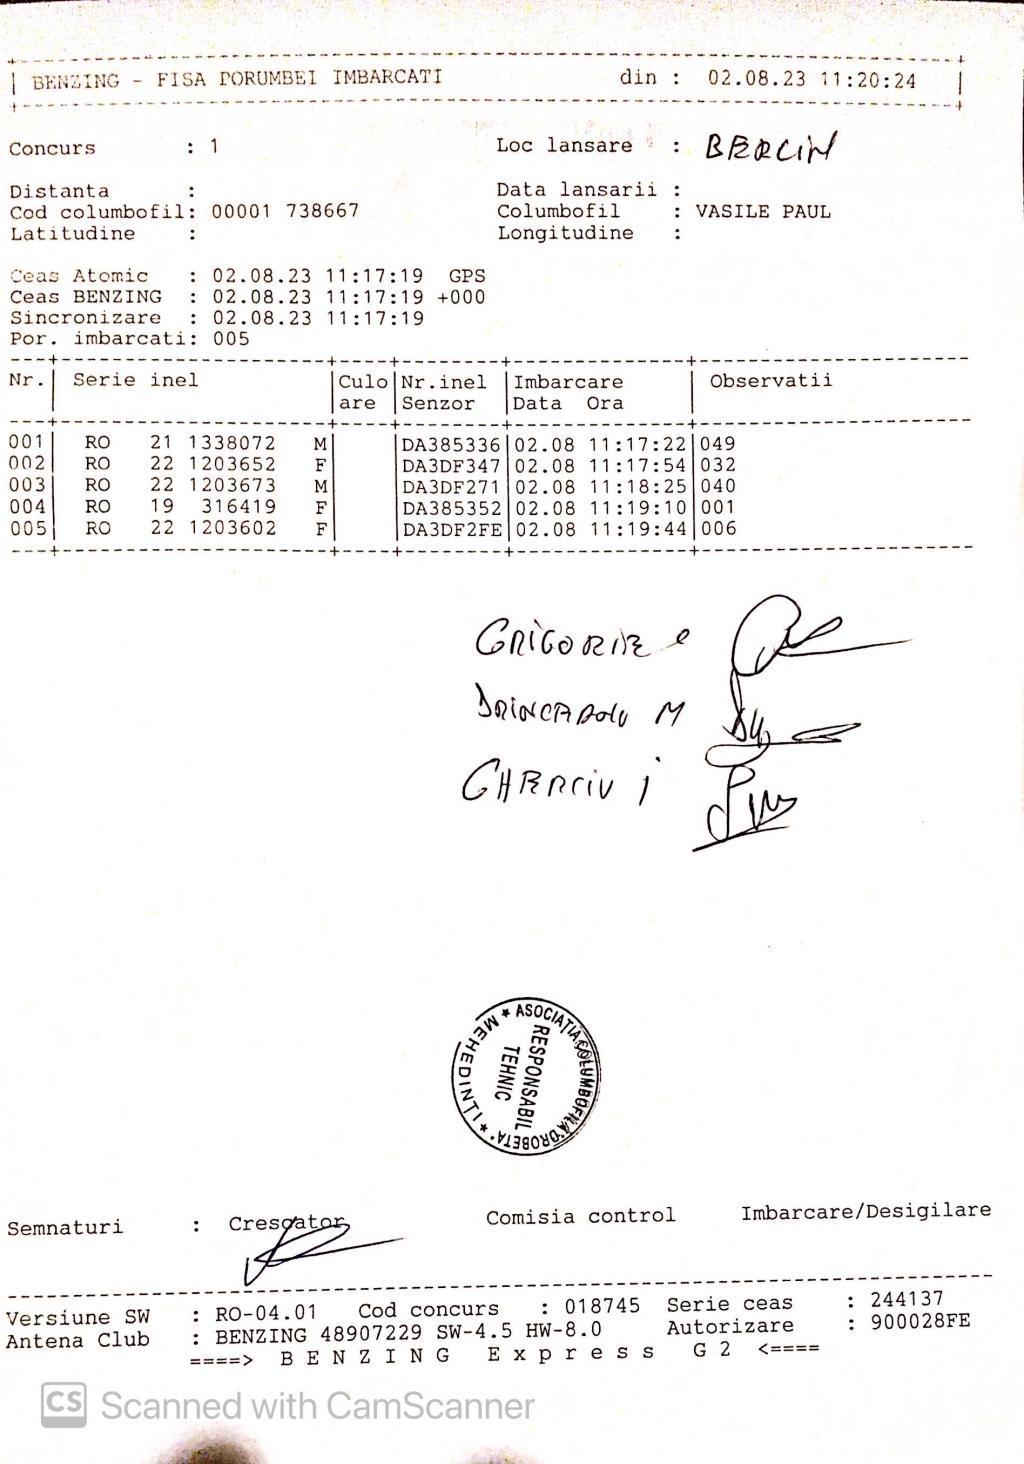 BENZING - FISA PORUMBEI IMBARCATI din : 02.08.23 11:20:24
Concurs : 1 Loc lansare : BERCIN
Distanta : Data lansarii :
Cod columbofil: 00001 738667 Columbofil : VASILE PAUL
Latitudine : Longitudine :
Ceas Atomic : 02.08.23 11:17:19 GPS
Ceas BENZING : 02.08.23 11:17:19 +000
Sincronizare : 02.08.23 11:17:19
Por. imbarcati: 005
Nr. Serie inel Culo Nr.inel Imbarcare Observatii
are Senzor Data Ora
001 RO 21 1338072 M DA385336 02.08 11:17:22 049
002 RO 22 1203652 F DA3DF347 02.08 11:17:54 032
003 RO 22 1203673 M DA3DF271 02.08 11:18:25 040
004 RO 19 316419 F DA385352 02.08 11:19:10 001
005 RO 22 1203602 F DA3DF2FE 02.08 11:19:44 006
GHERCIU I
ASOCIATIA COLUMBOFILA DROBETA * MEHEDINTI *
RESPONSABIL
TEHNIC
Semnaturi : Crescator Comisia control Imbarcare/Desigilare
Versiune SW : RO-04.01 Cod concurs : 018745 Serie ceas : 244137
Antena Club : BENZING 48907229 SW-4.5 HW-8.0 Autorizare : 900028FE
====> B E N Z I N G E x p r e s s G 2 <====
CS Scanned with CamScanner